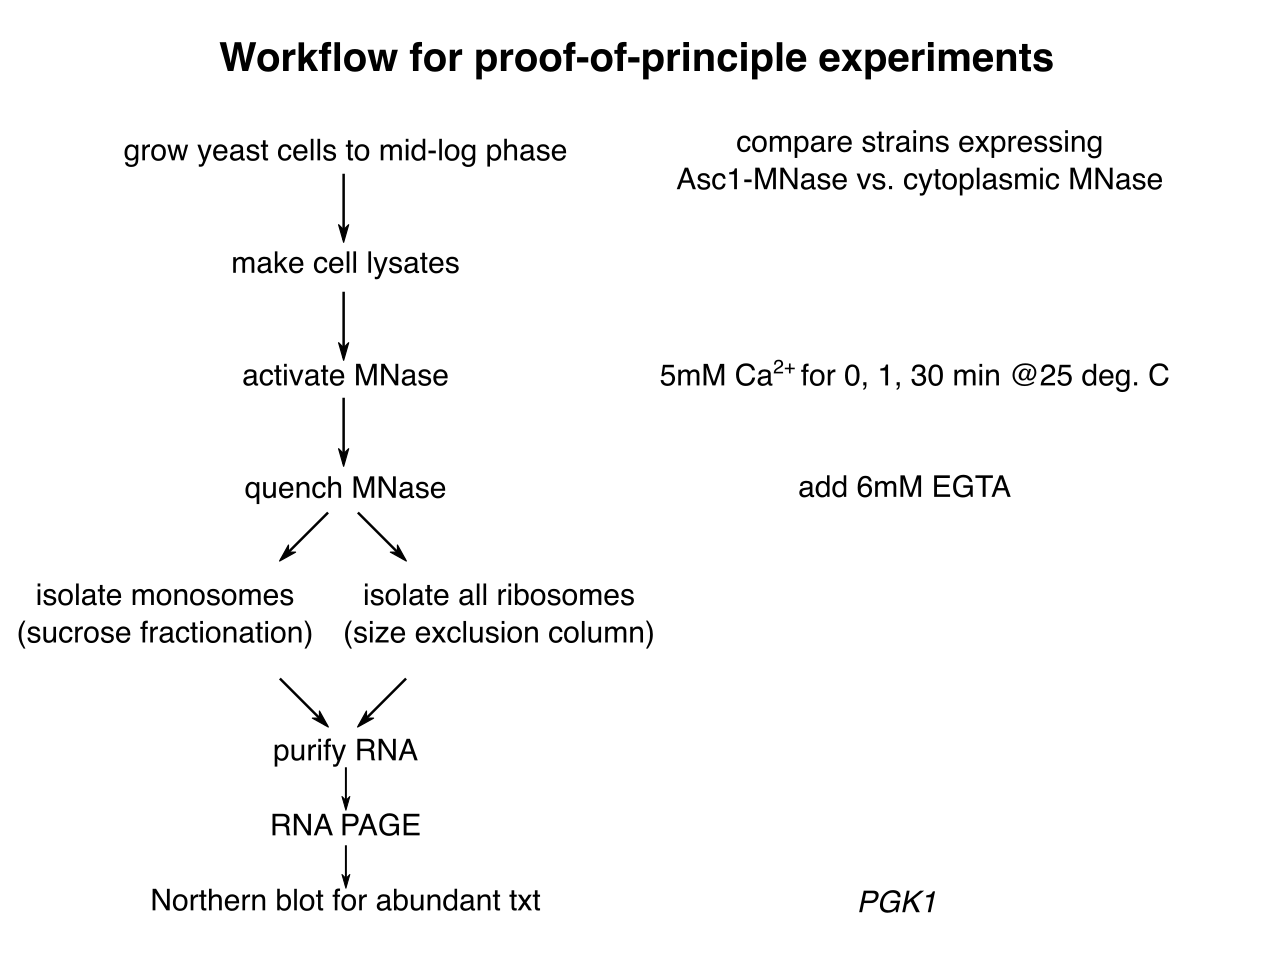 Workflow for proof-of-principle experiments
grow yeast cells to mid-log phase
compare strains expressing
Asc1-MNase vs. cytoplasmic MNase
make cell lysates
activate MNase
5mM Ca²⁺ for 0, 1, 30 min @25 deg. C
quench MNase
add 6mM EGTA
isolate monosomes
(sucrose fractionation)
isolate all ribosomes
(size exclusion column)
purify RNA
RNA PAGE
Northern blot for abundant txt
PGK1